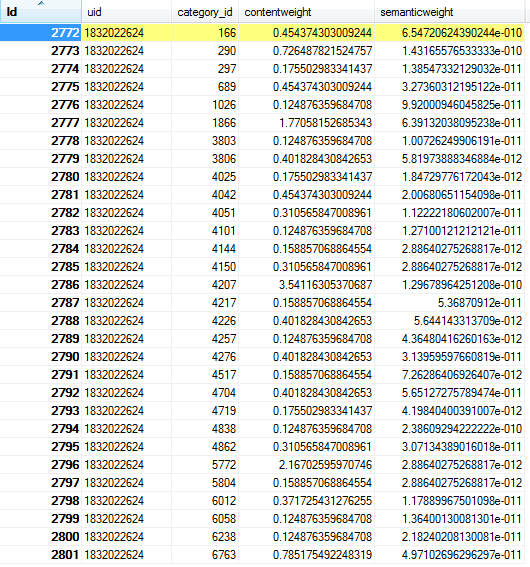 Id uid category_id contentweight semanticweight
2772 1832022624 166 0.454374303009244 6.54720624390244e-010
2773 1832022624 290 0.726487821524757 1.43165576533333e-010
2774 1832022624 297 0.175502983341437 1.38547332129032e-011
2775 1832022624 689 0.454374303009244 3.27360312195122e-010
2776 1832022624 1026 0.124876359684708 9.92000946045825e-011
2777 1832022624 1866 1.77058152685343 6.39132038095238e-011
2778 1832022624 3803 0.124876359684708 1.00726249906191e-011
2779 1832022624 3806 0.401828430842653 5.81973888346884e-012
2780 1832022624 4025 0.175502983341437 1.84729776172043e-012
2781 1832022624 4042 0.454374303009244 2.00680651154098e-011
2782 1832022624 4051 0.310565847008961 1.12222180602007e-011
2783 1832022624 4101 0.124876359684708 1.27100121212121e-011
2784 1832022624 4144 0.158857068864554 2.88640275268817e-012
2785 1832022624 4150 0.310565847008961 2.88640275268817e-012
2786 1832022624 4207 3.54116305370687 1.29678964251208e-010
2787 1832022624 4217 0.158857068864554 5.36870912e-011
2788 1832022624 4226 0.401828430842653 5.644143313709e-012
2789 1832022624 4257 0.124876359684708 4.36480416260163e-012
2790 1832022624 4276 0.401828430842653 3.13959597660819e-011
2791 1832022624 4517 0.158857068864554 7.26286406926407e-012
2792 1832022624 4704 0.401828430842653 5.65127275789474e-011
2793 1832022624 4719 0.175502983341437 4.19840400391007e-012
2794 1832022624 4838 0.124876359684708 2.38609294222222e-010
2795 1832022624 4862 0.310565847008961 3.07134389016018e-011
2796 1832022624 5772 2.16702595970746 2.88640275268817e-012
2797 1832022624 5804 0.158857068864554 2.88640275268817e-012
2798 1832022624 6012 0.371725431276255 1.17889967501098e-011
2799 1832022624 6058 0.124876359684708 1.36400130081301e-011
2800 1832022624 6238 0.124876359684708 2.18240208130081e-011
2801 1832022624 6763 0.785175492248319 4.97102696296297e-011